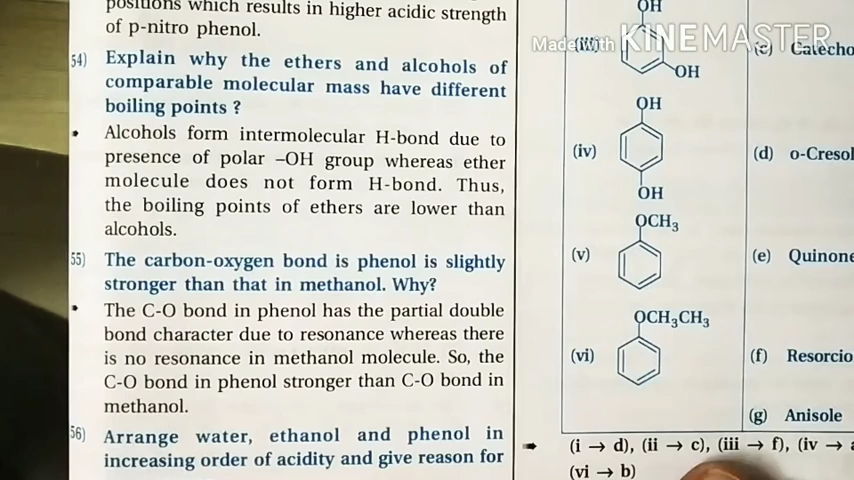 positions which results in higher acidic strength
of p-nitro phenol.
54) Explain why the ethers and alcohols of
comparable molecular mass have different
boiling points ?
Alcohols form intermolecular H-bond due to
presence of polar –OH group whereas ether
molecule does not form H-bond. Thus,
the boiling points of ethers are lower than
alcohols.
55) The carbon-oxygen bond is phenol is slightly
stronger than that in methanol. Why?
The C-O bond in phenol has the partial double
bond character due to resonance whereas there
is no resonance in methanol molecule. So, the
C-O bond in phenol stronger than C-O bond in
methanol.
56) Arrange water, ethanol and phenol in
increasing order of acidity and give reason for
Made with KINEMASTER
OH
(iii) (c) Catecho
OH
OH
(iv) (d) o-Cresol
OH
OCH3
(v) (e) Quinone
OCH3CH3
(vi) (f) Resorcio
(g) Anisole
(i → d), (ii → c), (iii → f), (iv → a
(vi → b)